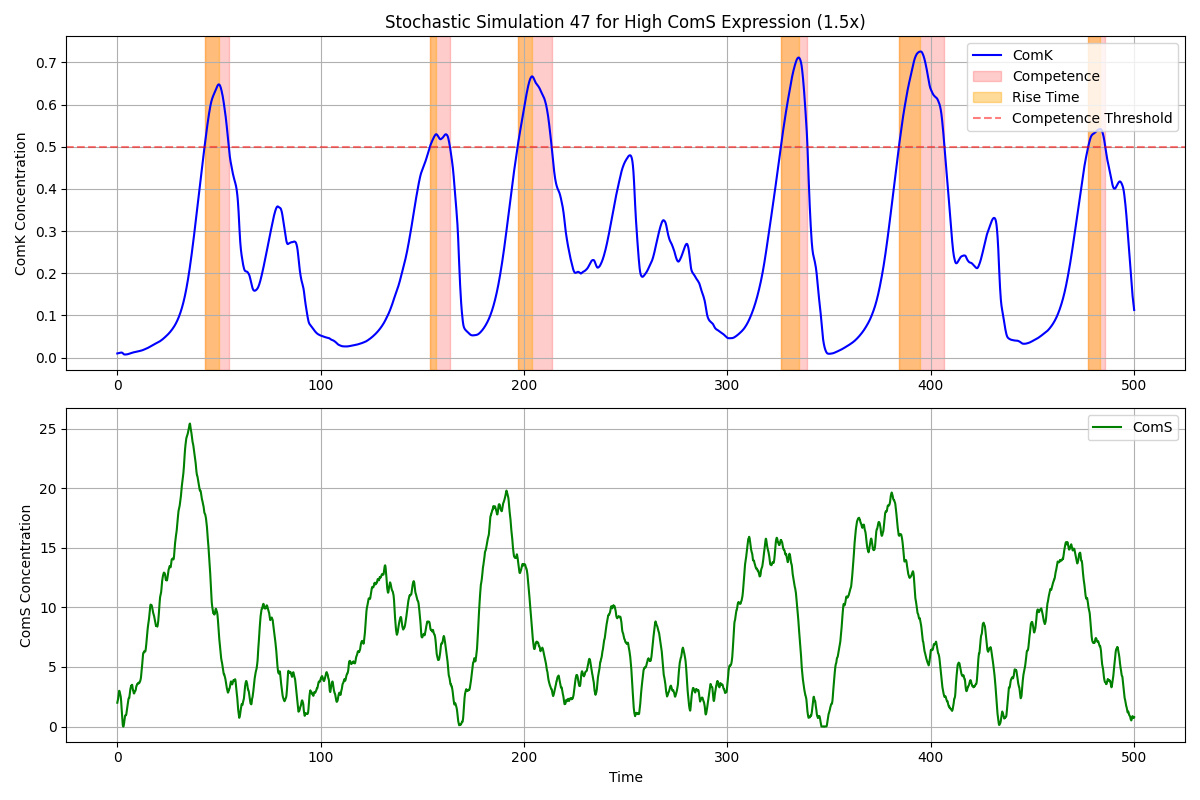 Stochastic Simulation 47 for High ComS Expression (1.5x)
ComK Concentration
0.7
0.6
0.5
0.4
0.3
0.2
0.1
0.0
ComK
Competence
Rise Time
Competence Threshold
0 100 200 300 400 500
ComS Concentration
25
20
15
10
5
0
ComS
0 100 200 300 400 500
Time